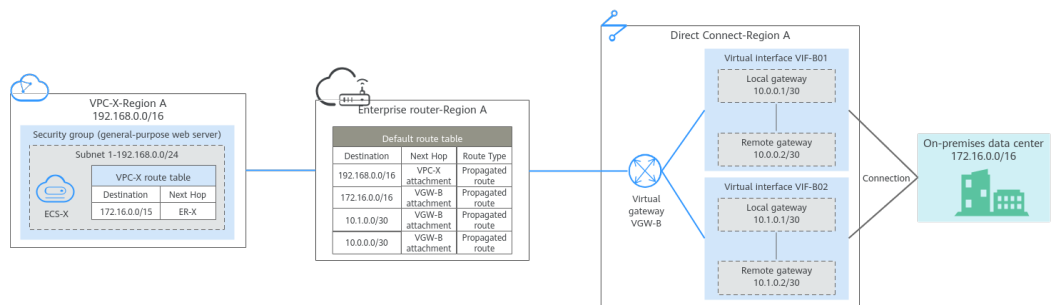 VPC-X-Region A
192.168.0.0/16
Security group (general-purpose web server)
Subnet 1-192.168.0.0/24
ECS-X
VPC-X route table
Destination Next Hop
172.16.0.0/15 ER-X
Enterprise router-Region A
Default route table
Destination Next Hop Route Type
192.168.0.0/16 VPC-X attachment Propagated route
172.16.0.0/16 VGW-B attachment Propagated route
10.1.0.0/30 VGW-B attachment Propagated route
10.0.0.0/30 VGW-B attachment Propagated route
Direct Connect-Region A
Virtual
gateway
VGW-B
Virtual interface VIF-B01
Local gateway
10.0.0.1/30
Remote gateway
10.0.0.2/30
Virtual interface VIF-B02
Local gateway
10.1.0.1/30
Remote gateway
10.1.0.2/30
Connection
On-premises data center
172.16.0.0/16